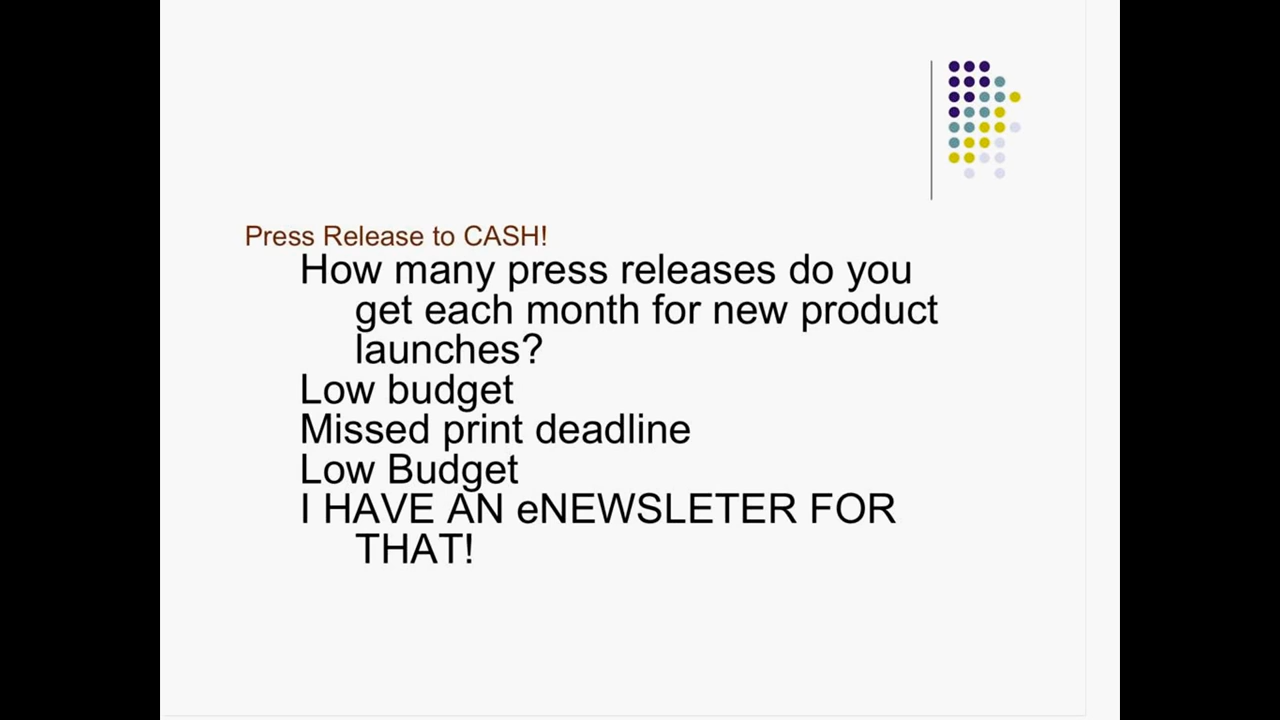 Press Release to CASH!
How many press releases do you
get each month for new product
launches?
Low budget
Missed print deadline
Low Budget
I HAVE AN eNEWSLETER FOR
THAT!